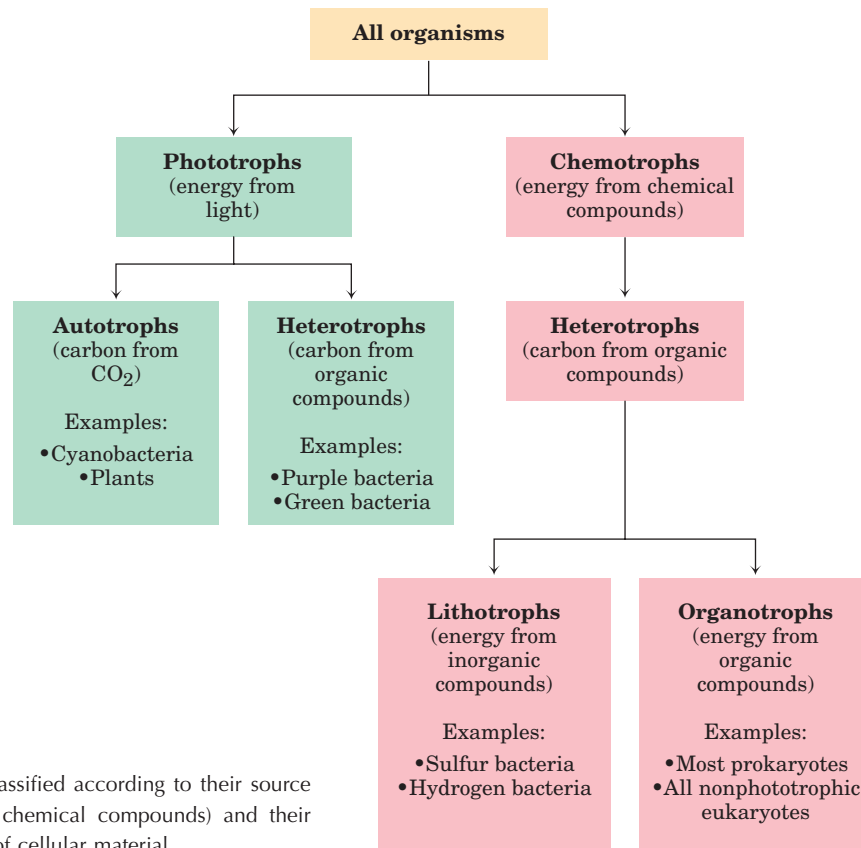 All organisms
Phototrophs
(energy from
light)
Chemotrophs
(energy from chemical
compounds)
Autotrophs
(carbon from
CO₂)
Examples:
•Cyanobacteria
•Plants
Heterotrophs
(carbon from
organic
compounds)
Examples:
•Purple bacteria
•Green bacteria
Heterotrophs
(carbon from organic
compounds)
Lithotrophs
(energy from
inorganic
compounds)
Examples:
•Sulfur bacteria
•Hydrogen bacteria
Organotrophs
(energy from
organic
compounds)
Examples:
•Most prokaryotes
•All nonphototrophic
eukaryotes
according to their source
chemical compounds) and their
of cellular material